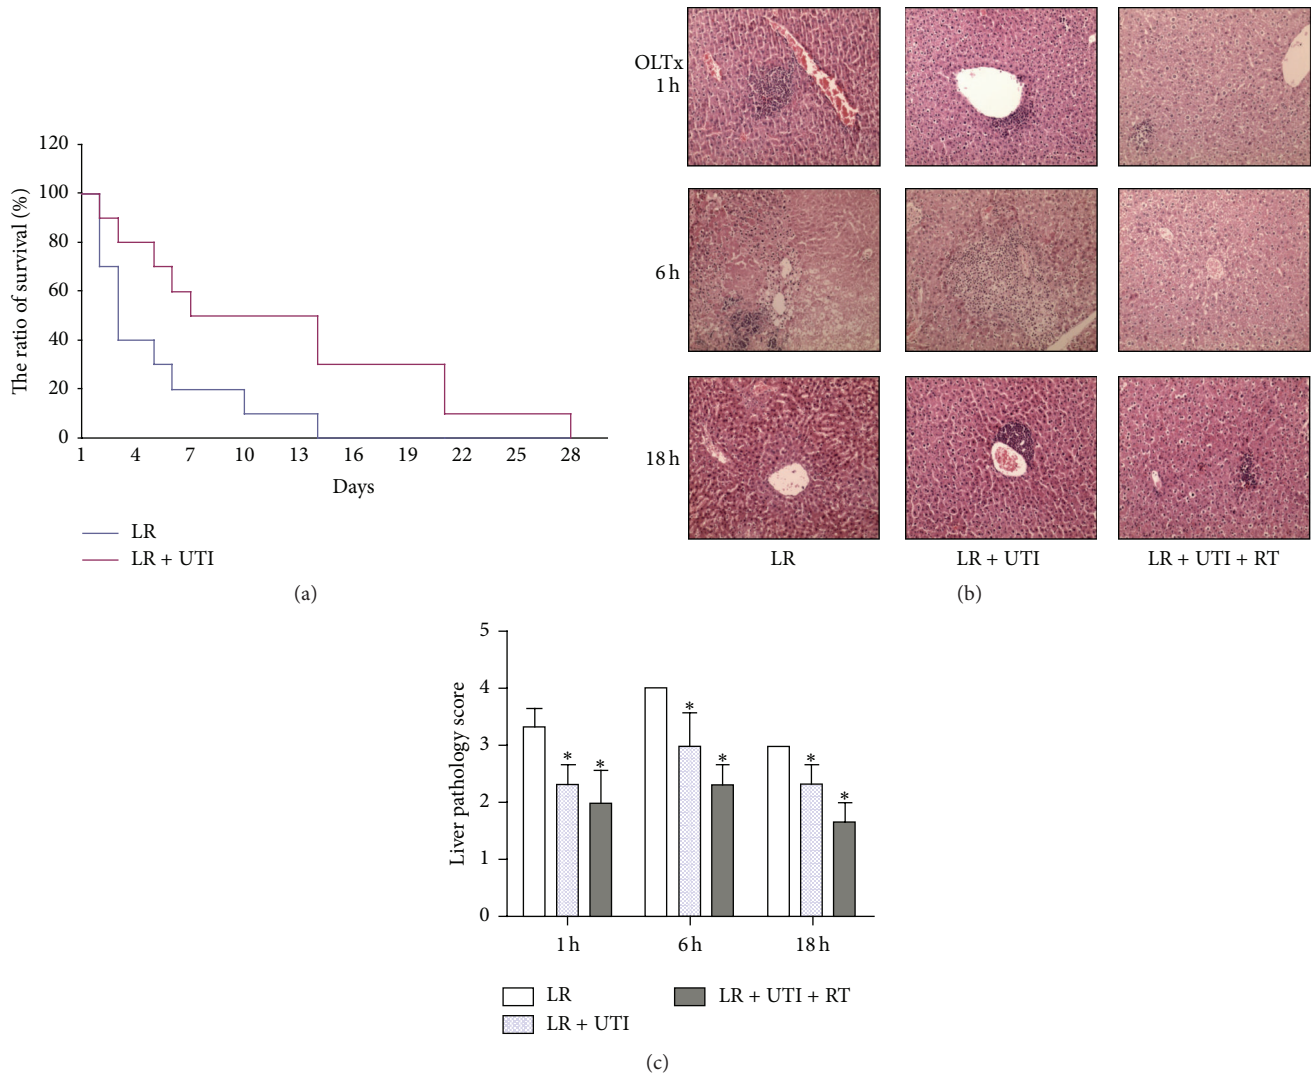 The ratio of survival (%)
120
100
80
60
40
20
0
1 4 7 10 13 16 19 22 25 28
Days
LR
LR + UTI
(a)
OLTx
1 h
6 h
18 h
LR LR + UTI LR + UTI + RT
(b)
Liver pathology score
5
4
3
2
1
0
* *
* *
* *
1 h 6 h 18 h
LR LR + UTI + RT
LR + UTI
(c)